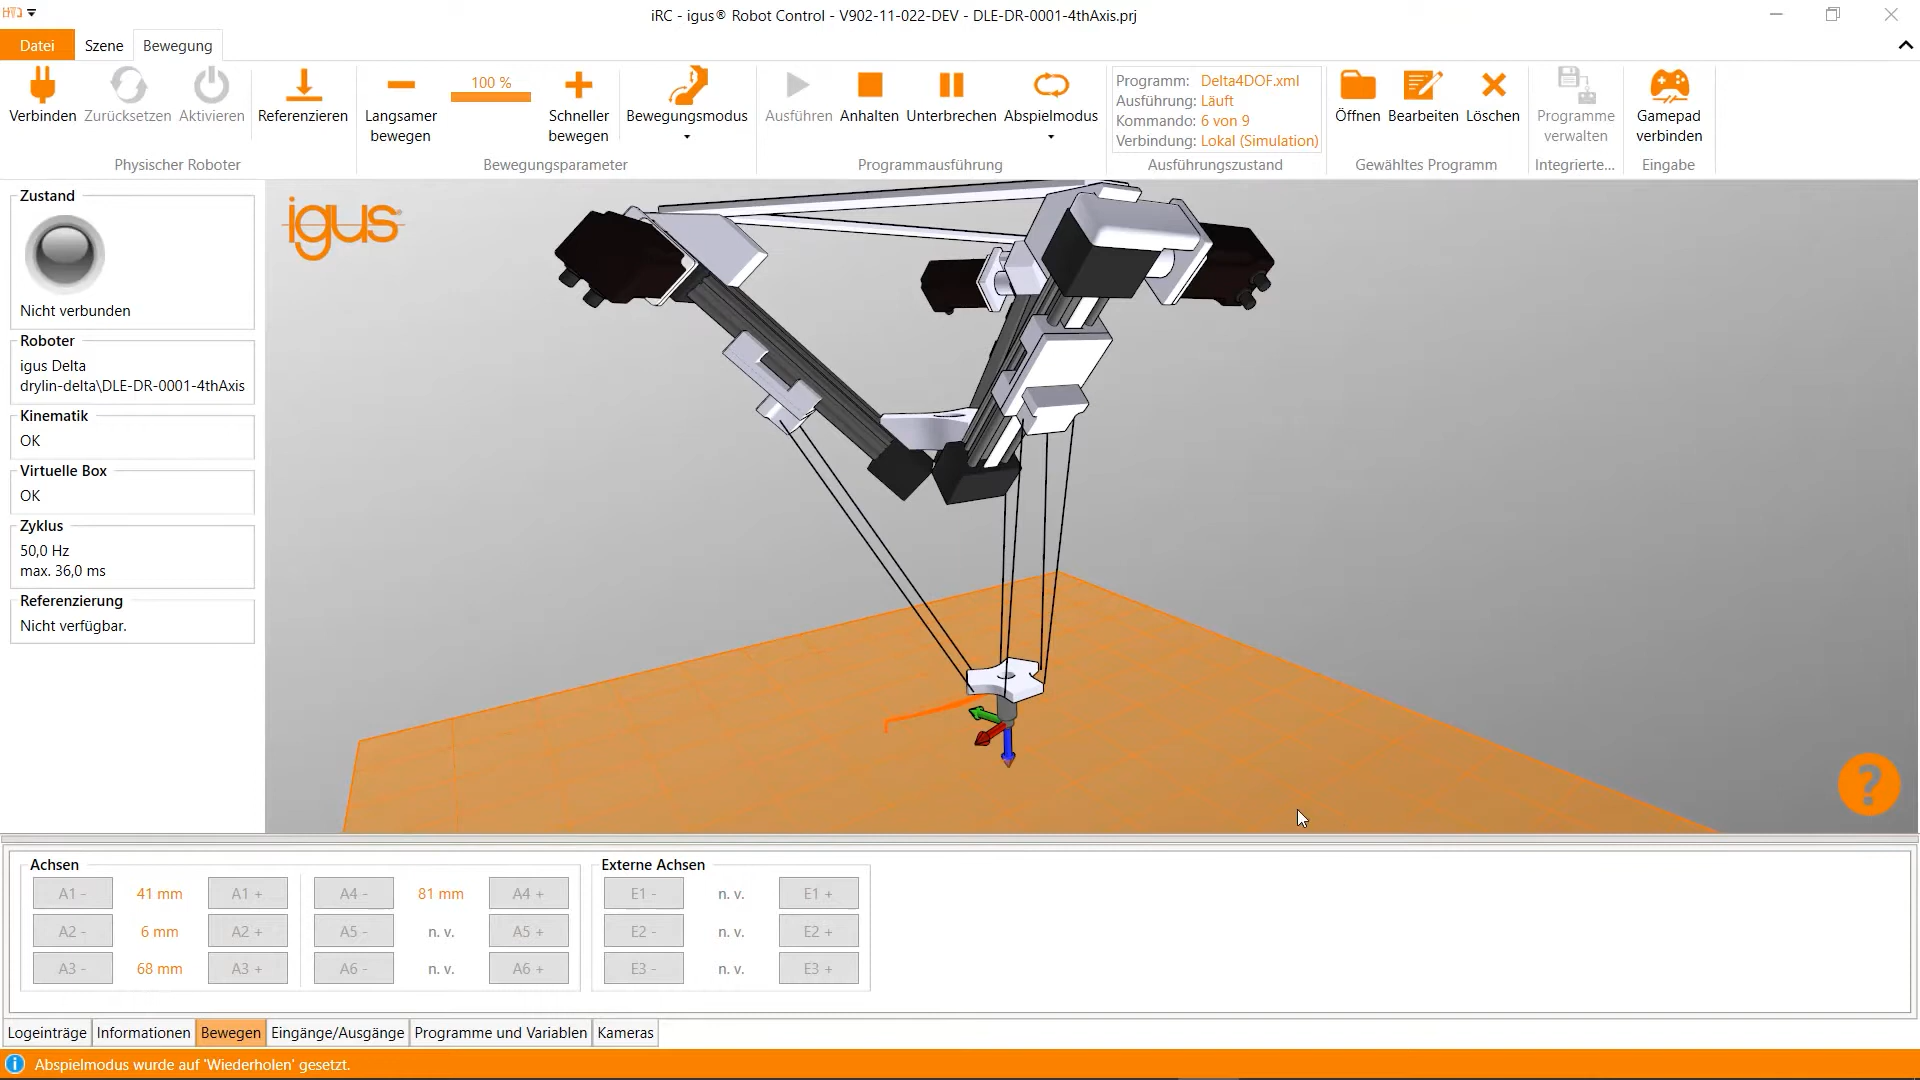 iRC - igus® Robot Control - V902-11-022-DEV - DLE-DR-0001-4thAxis.prj
Datei Szene Bewegung
Verbinden Zurücksetzen Aktivieren Referenzieren
Physischer Roboter
Langsamer bewegen 100 % Schneller bewegen Bewegungsmodus
Bewegungsparameter
Ausführen Anhalten Unterbrechen Abspielmodus
Programmausführung
Programm: Delta4DOF.xml
Ausführung: Läuft
Kommando: 6 von 9
Verbindung: Lokal (Simulation)
Ausführungszustand
Öffnen Bearbeiten Löschen
Gewähltes Programm
Programme verwalten
Integrierte...
Gamepad verbinden
Eingabe
Zustand
Nicht verbunden
Roboter
igus Delta
drylin-delta\DLE-DR-0001-4thAxis
Kinematik
OK
Virtuelle Box
OK
Zyklus
50,0 Hz
max. 36,0 ms
Referenzierung
Nicht verfügbar.
igus®
?
Achsen
A1 - 41 mm A1 + A4 - 81 mm A4 +
A2 - 6 mm A2 + A5 - n. v. A5 +
A3 - 68 mm A3 + A6 - n. v. A6 +
Externe Achsen
E1 - n. v. E1 +
E2 - n. v. E2 +
E3 - n. v. E3 +
Logeinträge Informationen Bewegen Eingänge/Ausgänge Programme und Variablen Kameras
Abspielmodus wurde auf 'Wiederholen' gesetzt.